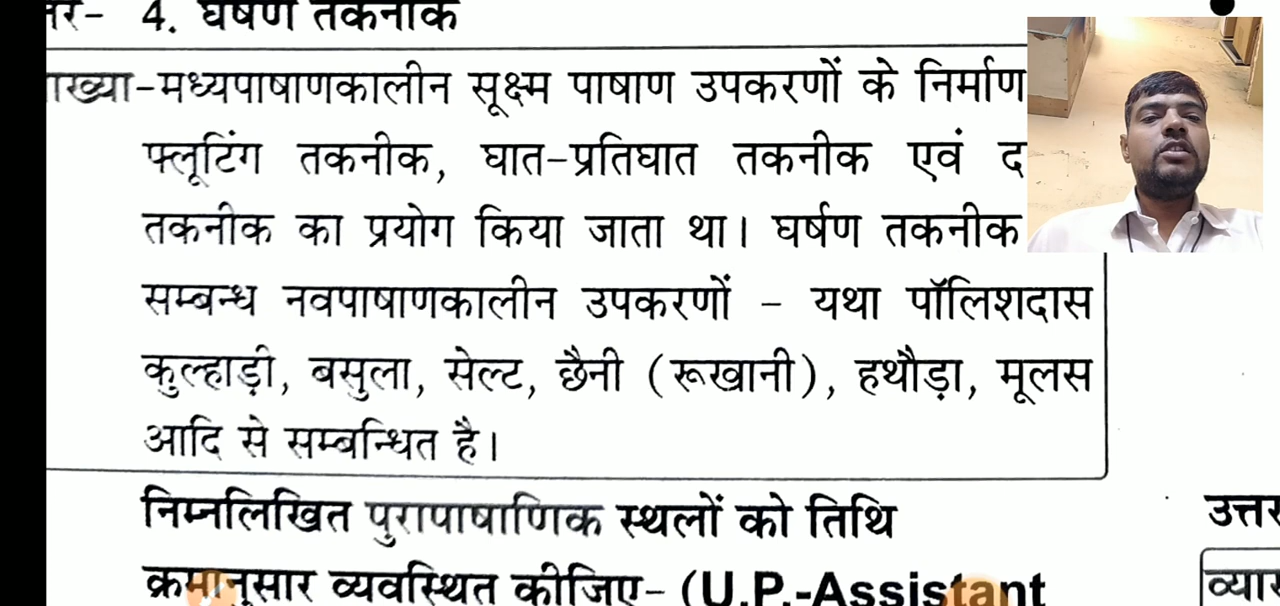 4. घर्षण तकनीक
व्याख्या-मध्यपाषाणकालीन सूक्ष्म पाषाण उपकरणों के निर्माण
फ्लूटिंग तकनीक, घात-प्रतिघात तकनीक एवं द
तकनीक का प्रयोग किया जाता था। घर्षण तकनीक
सम्बन्ध नवपाषाणकालीन उपकरणों - यथा पॉलिशदास
कुल्हाड़ी, बसुला, सेल्ट, छैनी (रूखानी), हथौड़ा, मूलस
आदि से सम्बन्धित है।
निम्नलिखित पुरापाषाणिक स्थलों को तिथि
क्रमानुसार व्यवस्थित कीजिए- (U.P.-Assistant
उत्तर